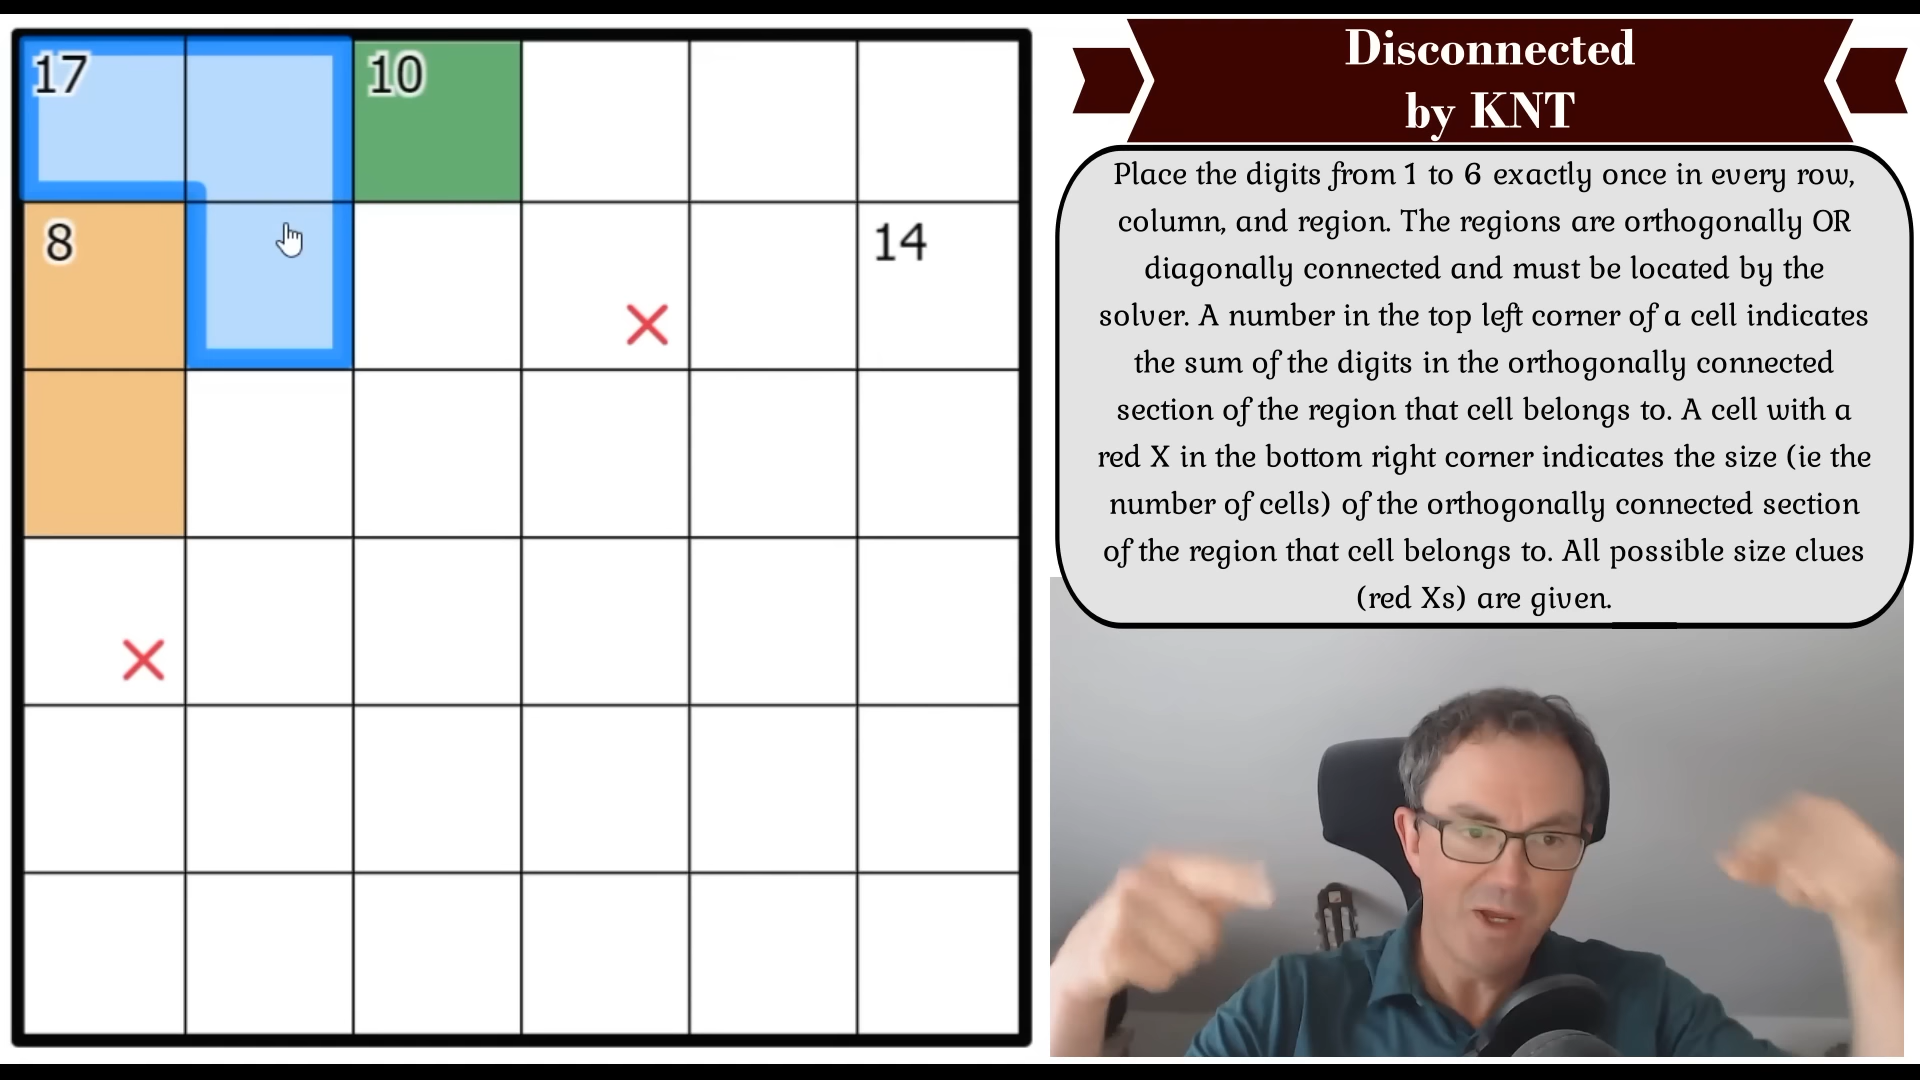 17
10
8
14
Disconnected
by KNT
Place the digits from 1 to 6 exactly once in every row,
column, and region. The regions are orthogonally OR
diagonally connected and must be located by the
solver. A number in the top left corner of a cell indicates
the sum of the digits in the orthogonally connected
section of the region that cell belongs to. A cell with a
red X in the bottom right corner indicates the size (ie the
number of cells) of the orthogonally connected section
of the region that cell belongs to. All possible size clues
(red Xs) are given.